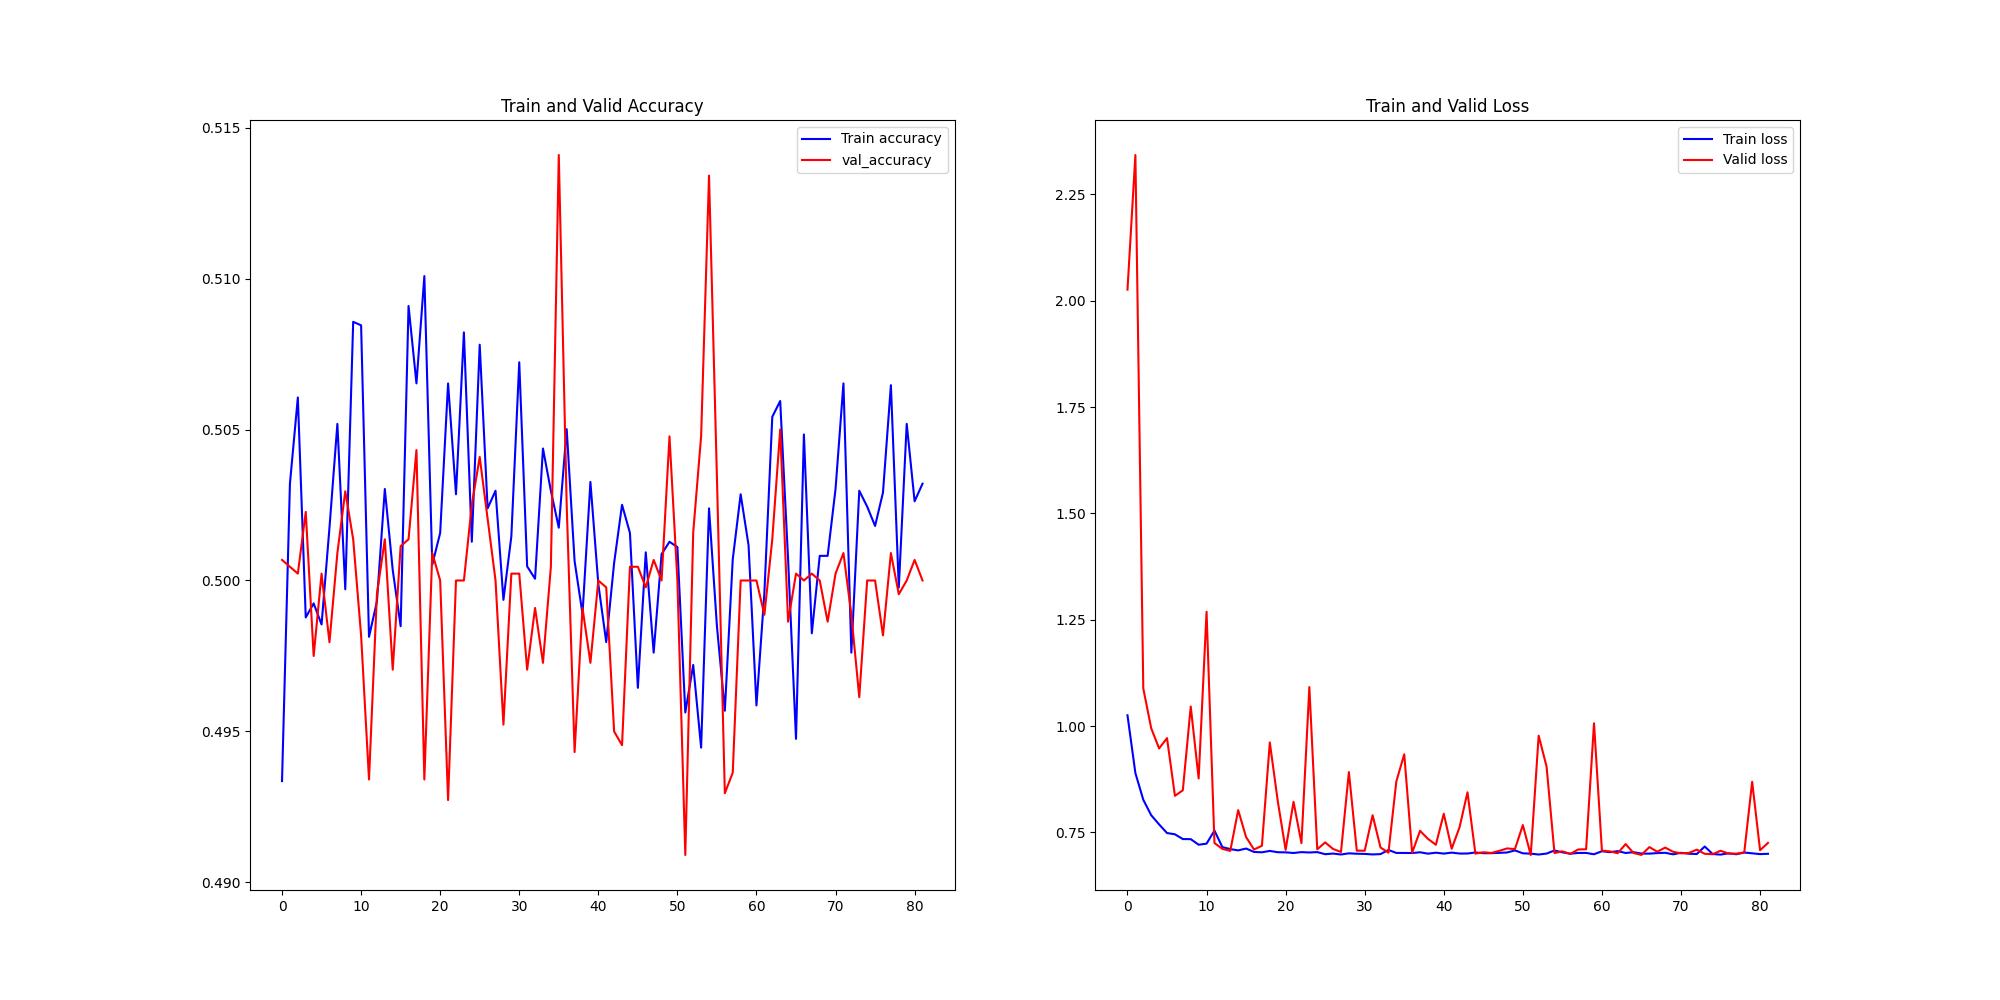 Train and Valid Accuracy
Train accuracy
val_accuracy
0.515
0.510
0.505
0.500
0.495
0.490
0 10 20 30 40 50 60 70 80
Train and Valid Loss
Train loss
Valid loss
2.25
2.00
1.75
1.50
1.25
1.00
0.75
0 10 20 30 40 50 60 70 80